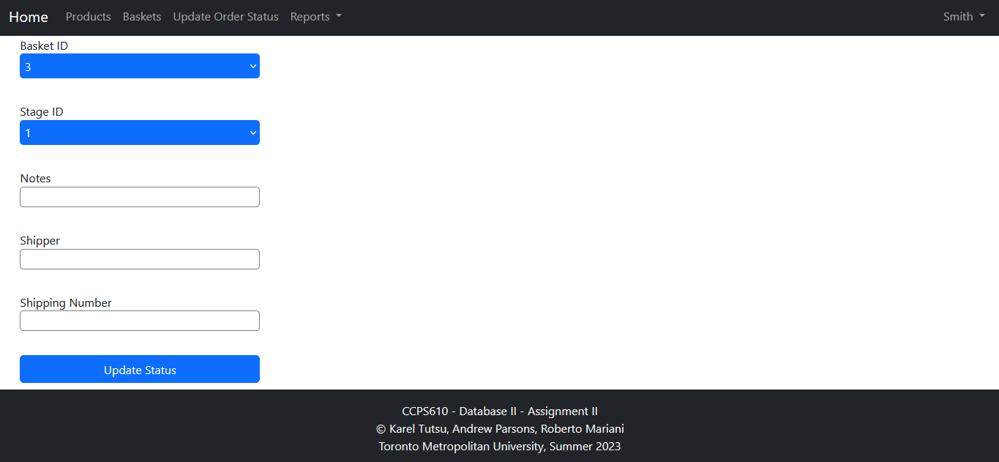 Home Products Baskets Update Order Status Reports Smith
Basket ID
3
Stage ID
1
Notes
Shipper
Shipping Number
Update Status
CCPS610 - Database II - Assignment II
© Karel Tutsu, Andrew Parsons, Roberto Mariani
Toronto Metropolitan University, Summer 2023